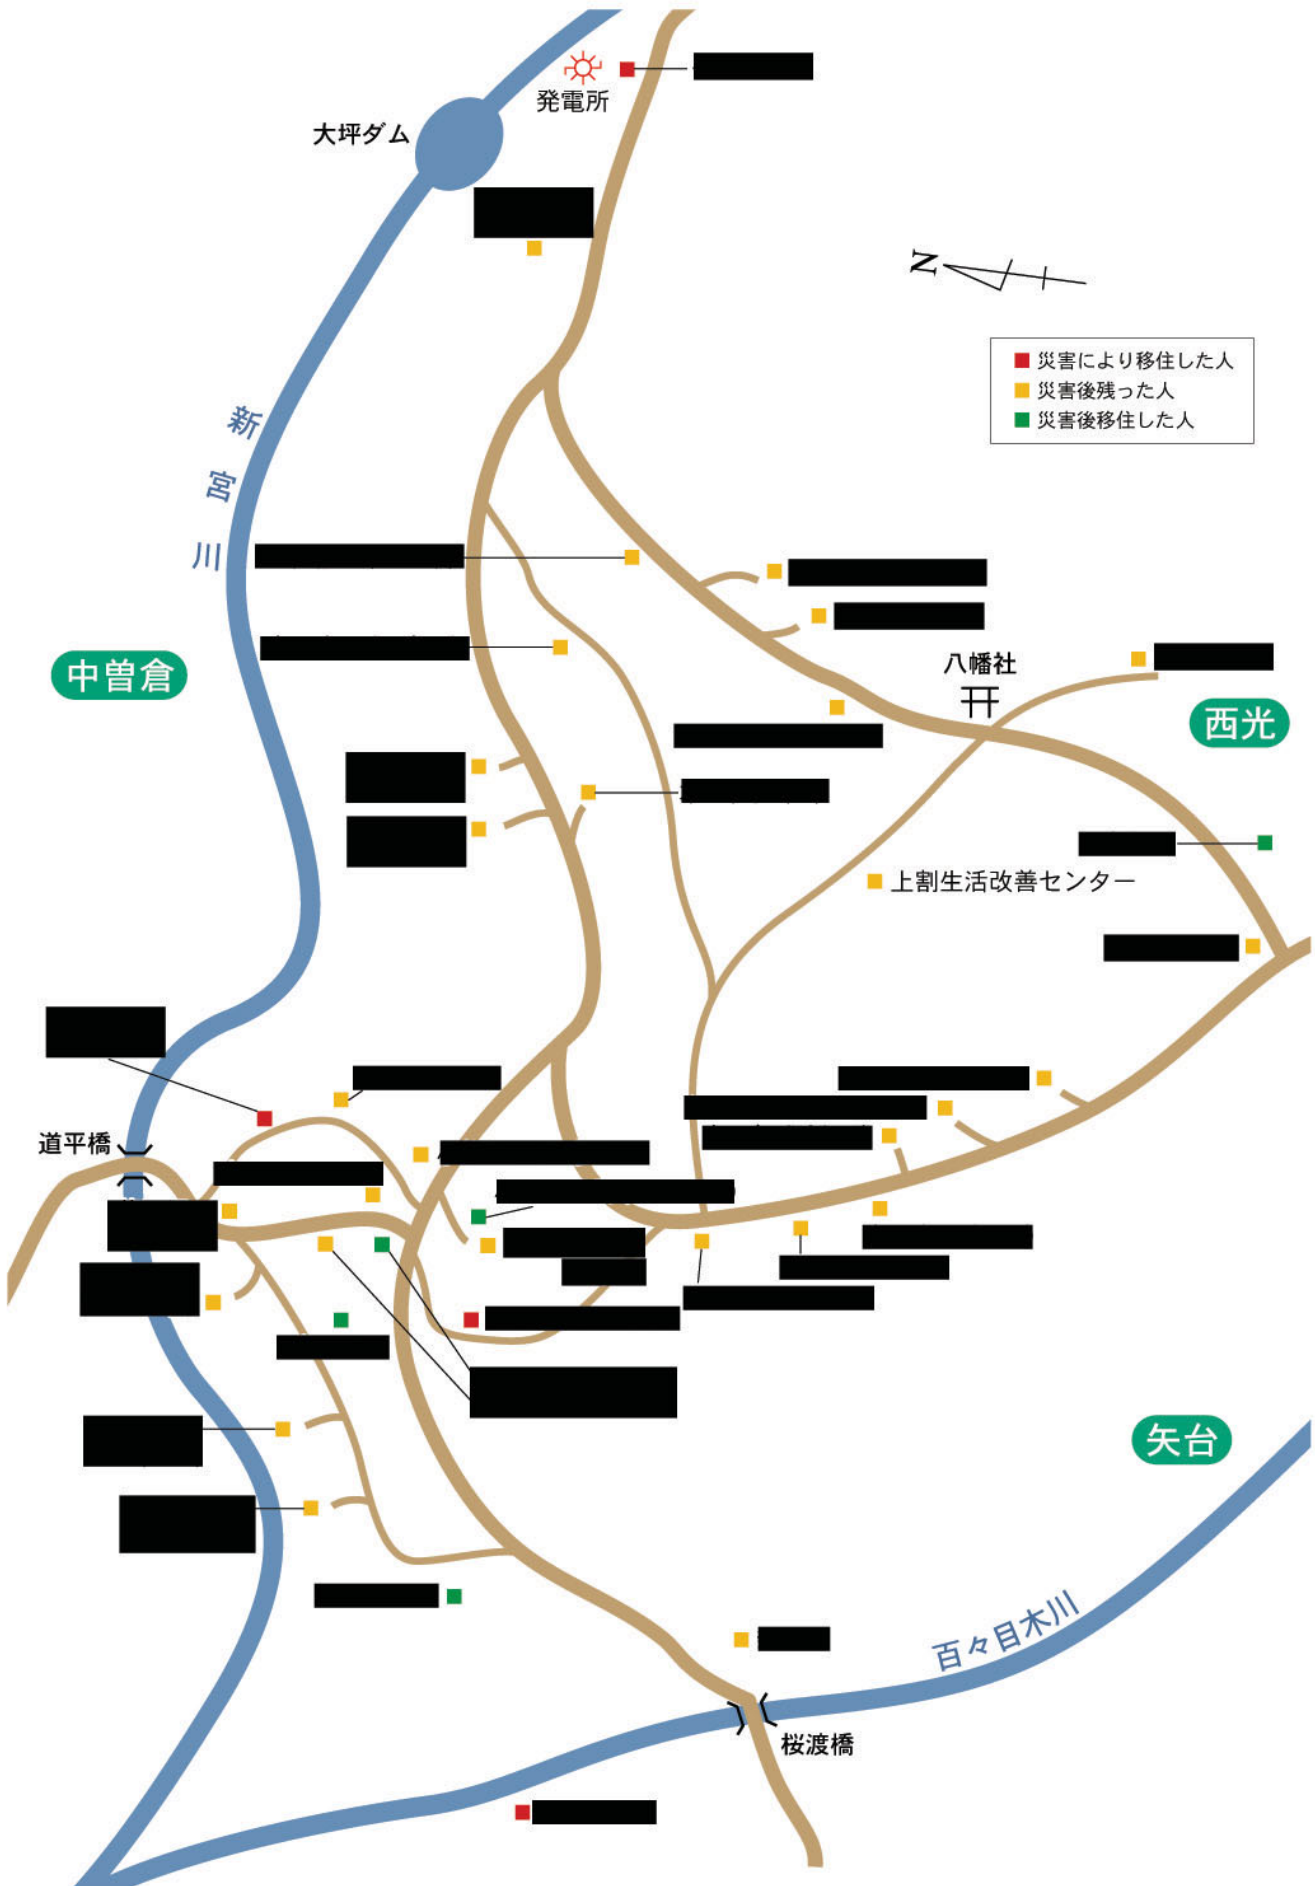 発電所
大坪ダム
N
災害により移住した人
災害後残った人
災害後移住した人
新宮川
中曽倉
八幡社
西光
上割生活改善センター
道平橋
矢台
百々目木川
桜渡橋